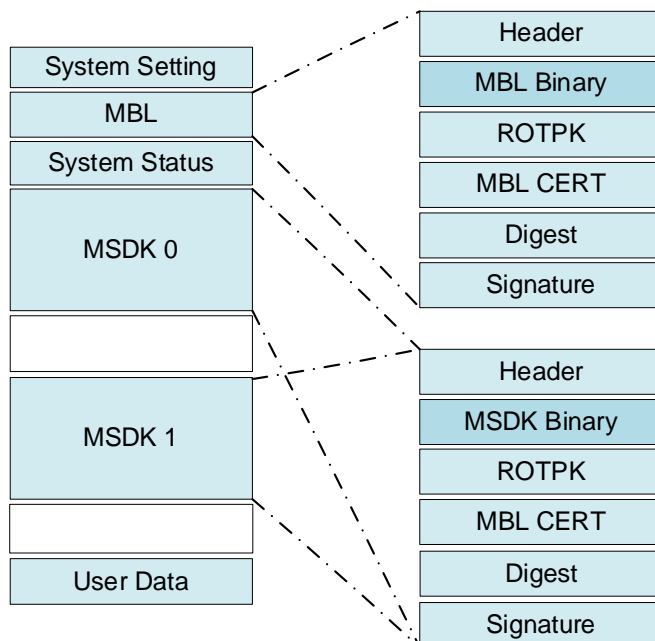 System Setting
MBL
System Status
MSDK 0
MSDK 1
User Data
Header
MBL Binary
ROTPK
MBL CERT
Digest
Signature
Header
MSDK Binary
ROTPK
MBL CERT
Digest
Signature